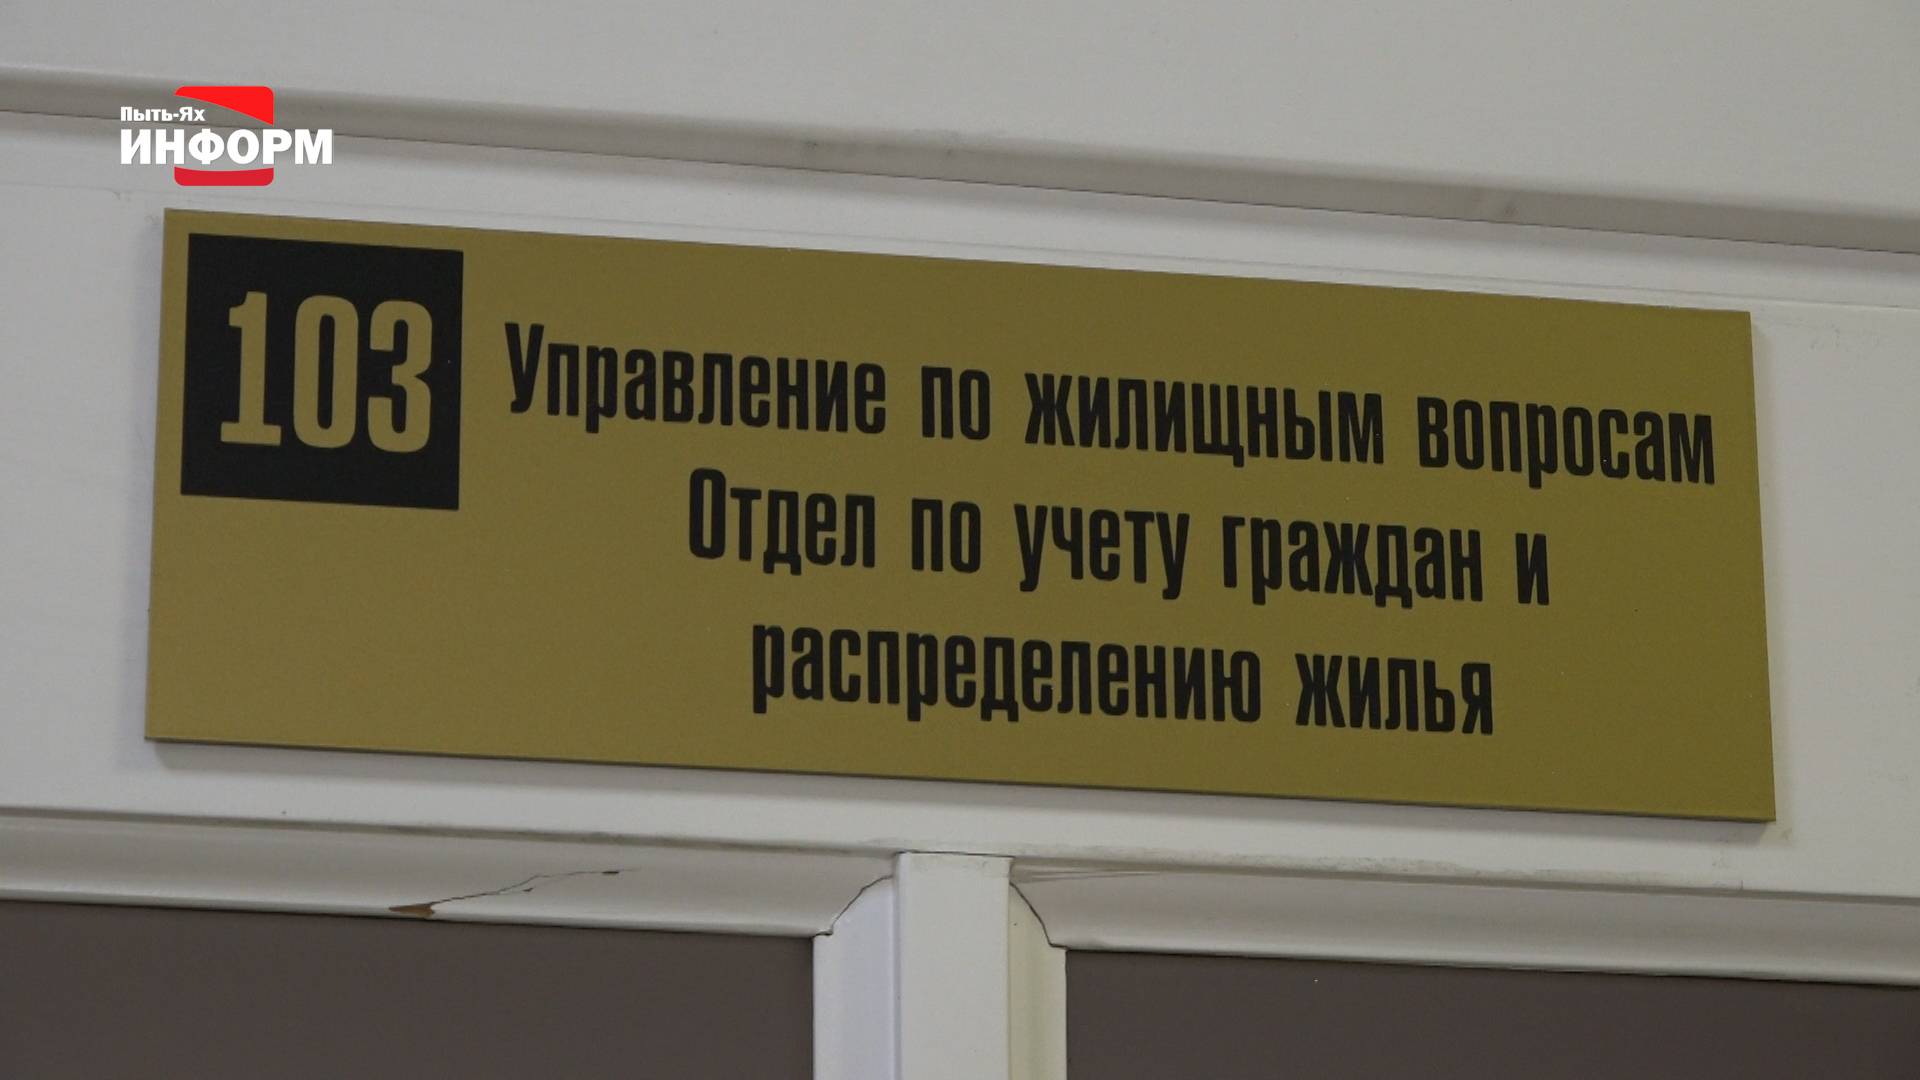 Пыть-Ях
ИНФОРМ
103
Управление по жилищным вопросам
Отдел по учету граждан и
распределению жилья